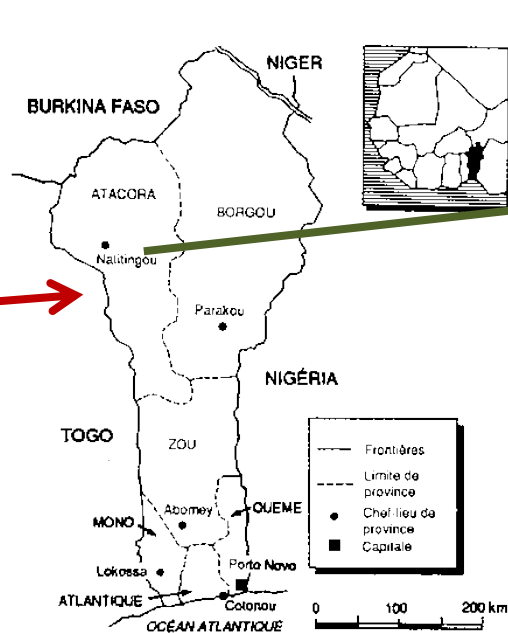 NIGER
BURKINA FASO
ATACORA
BORGOU
Natitingou
Parakou
NIGÉRIA
TOGO
ZOU
Frontières
Limite de
province
Chef-lieu de
province
Capitale
Abomey
OUEME
MONO
Lokossa
Porto Novo
ATLANTIQUE
Cotonou
OCÉAN ATLANTIQUE
0 100 200 km